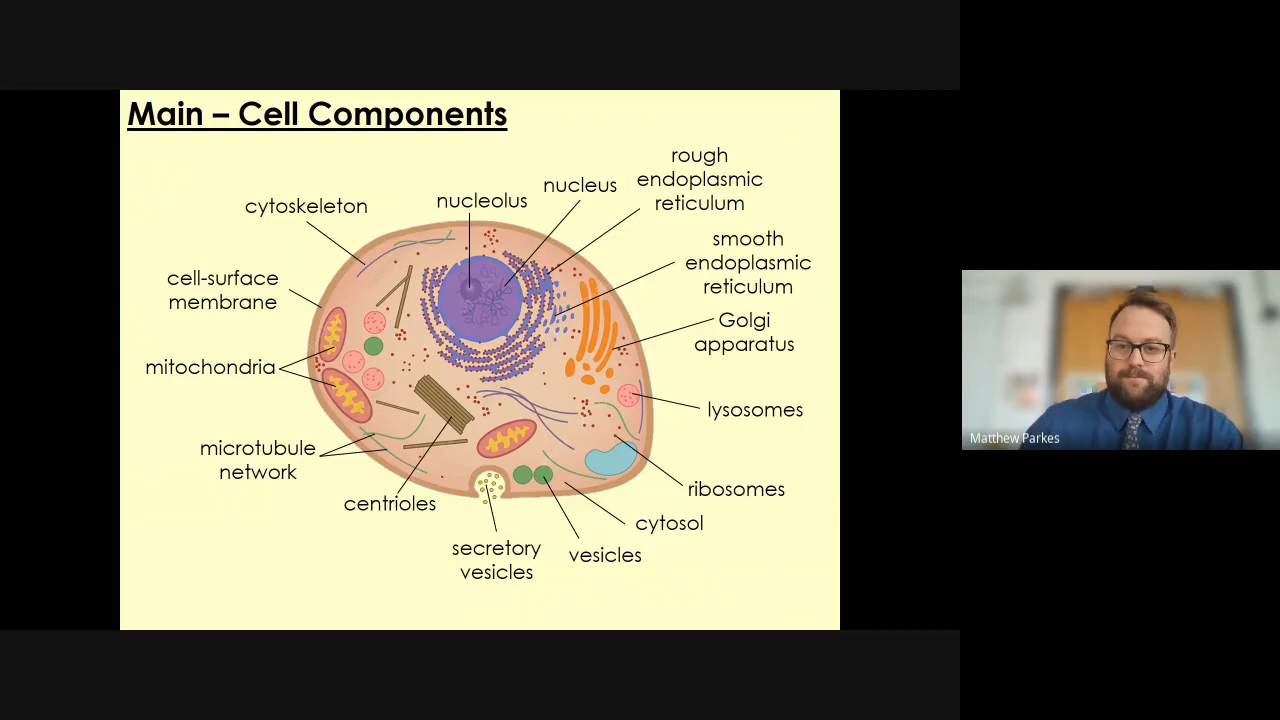 Main – Cell Components
rough
endoplasmic
reticulum
nucleus
nucleolus
cytoskeleton
smooth
endoplasmic
reticulum
cell-surface
membrane
Golgi
apparatus
mitochondria
lysosomes
microtubule
network
centrioles
ribosomes
cytosol
secretory
vesicles
vesicles
Matthew Parkes